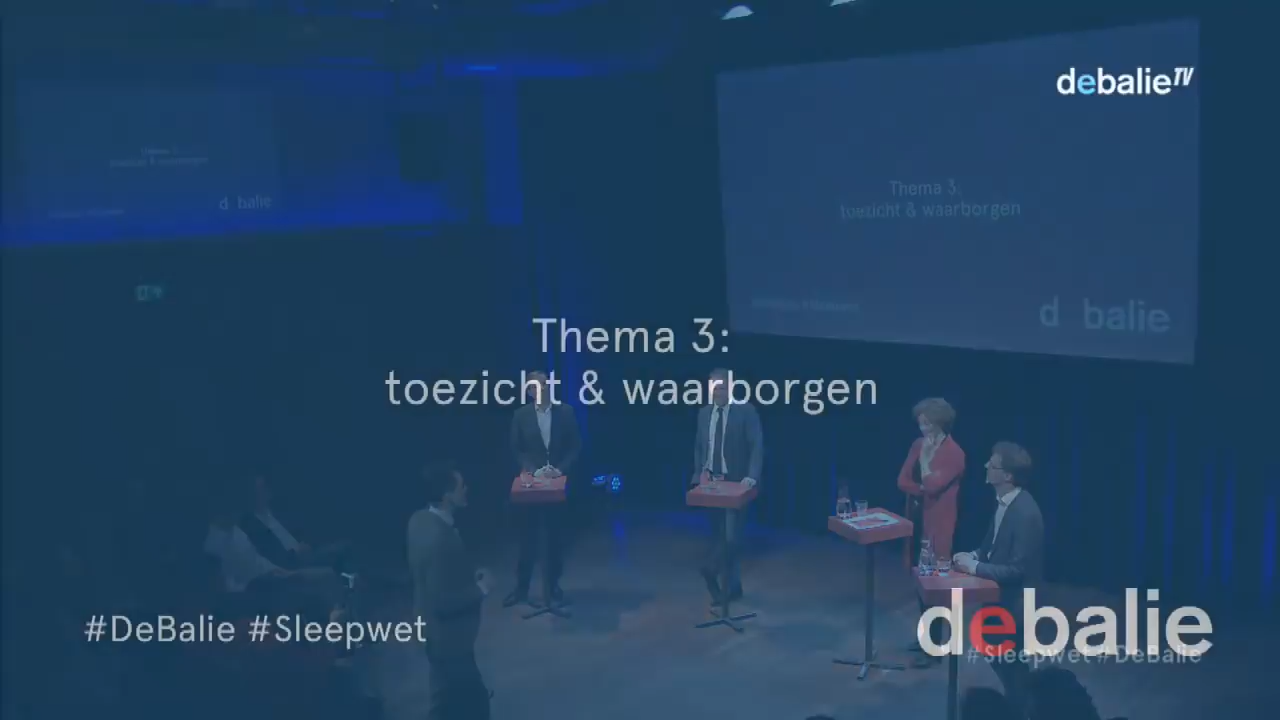 debalieTV
Thema 3:
toezicht & waarborgen
d balie
d balie
Thema 3:
toezicht & waarborgen
#DeBalie #Sleepwet
debalie
#Sleepwet #DeBalie